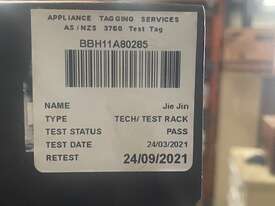 APPLIANCE TAGGING SERVICES
AS/NZS 3760 Test Tag
BBH11A80285
NAME Jie Jin
TYPE TECH/ TEST RACK
TEST STATUS PASS
TEST DATE 24/03/2021
RETEST 24/09/2021